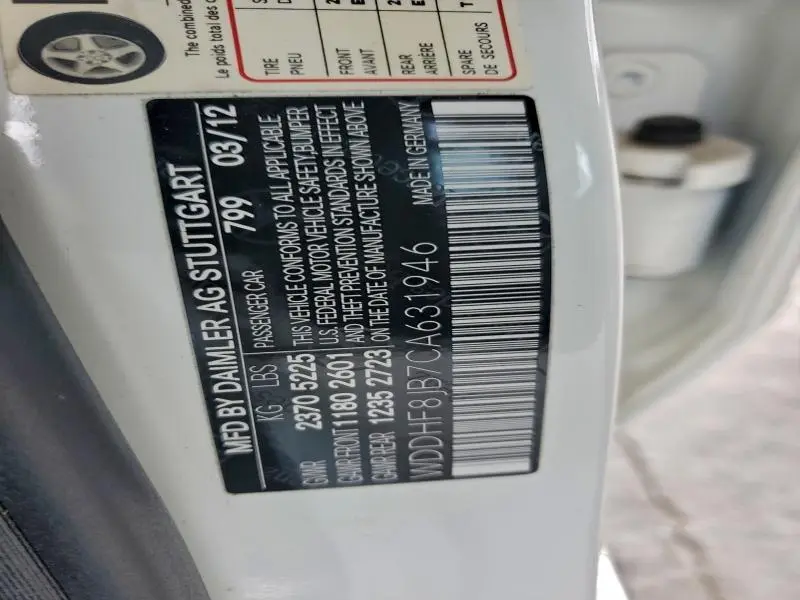 The combined
Le poids total des
TIRE
PNEU
FRONT
AVANT
REAR
ARRIÈRE
SPARE
DE SECOURS
MFD BY DAIMLER AG STUTTGART
KG LBS PASSENGER CAR 799 03/12
GVWR 2370 5225 THIS VEHICLE CONFORMS TO ALL APPLICABLE
GAWR FRONT 1180 2601 U.S. FEDERAL MOTOR VEHICLE SAFETY, BUMPER
GAWR REAR 1235 2723 AND THEFT PREVENTION STANDARDS IN EFFECT
ON THE DATE OF MANUFACTURE SHOWN ABOVE
WDDHF8JB7CA631946 MADE IN GERMANY